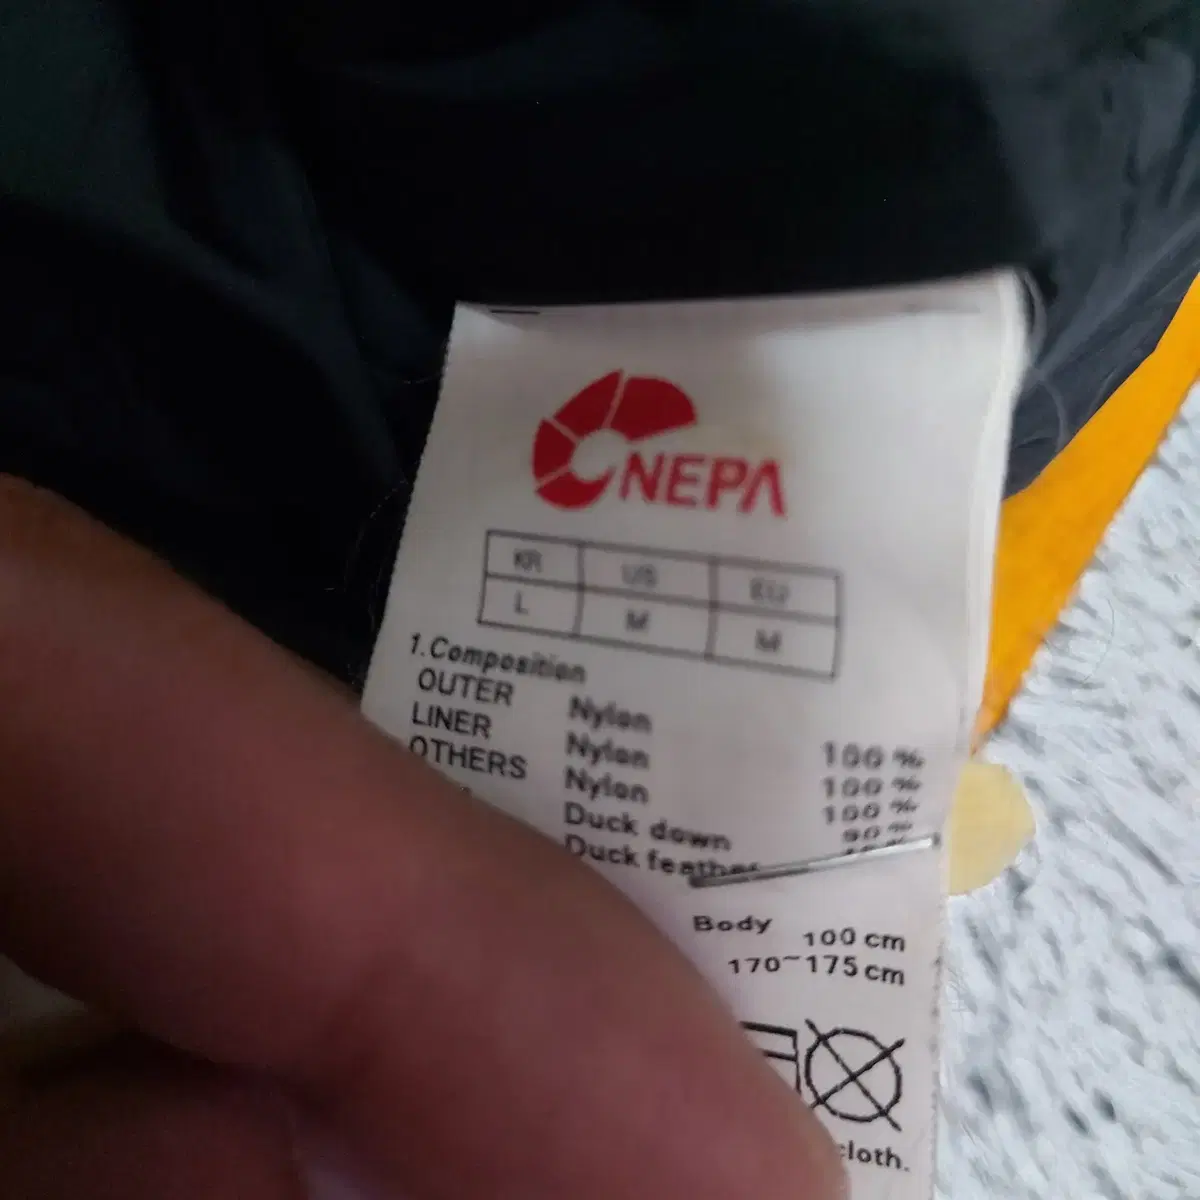 NEPA
KR US EU
L M M
1.Composition
OUTER Nylon 100 %
LINER Nylon 100 %
OTHERS Nylon 100 %
Duck down 90 %
Duck feather
Body 100 cm
170~175 cm
cloth.